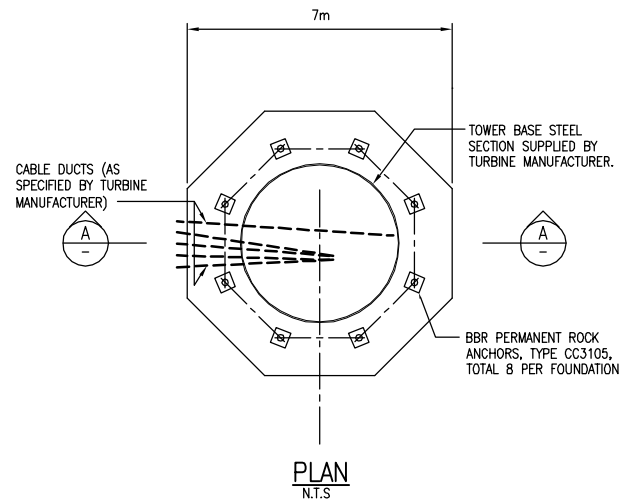 7m
TOWER BASE STEEL
SECTION SUPPLIED BY
TURBINE MANUFACTURER.
CABLE DUCTS (AS
SPECIFIED BY TURBINE
MANUFACTURER)
A
–
A
–
BBR PERMANENT ROCK
ANCHORS, TYPE CC3105,
TOTAL 8 PER FOUNDATION
PLAN
N.T.S